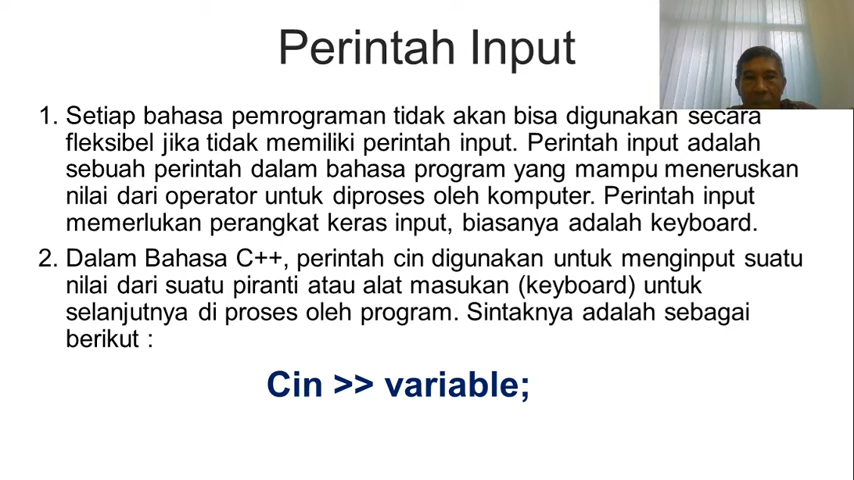 Perintah Input
1. Setiap bahasa pemrograman tidak akan bisa digunakan secara
fleksibel jika tidak memiliki perintah input. Perintah input adalah
sebuah perintah dalam bahasa program yang mampu meneruskan
nilai dari operator untuk diproses oleh komputer. Perintah input
memerlukan perangkat keras input, biasanya adalah keyboard.
2. Dalam Bahasa C++, perintah cin digunakan untuk menginput suatu
nilai dari suatu piranti atau alat masukan (keyboard) untuk
selanjutnya di proses oleh program. Sintaknya adalah sebagai
berikut :
Cin >> variable;